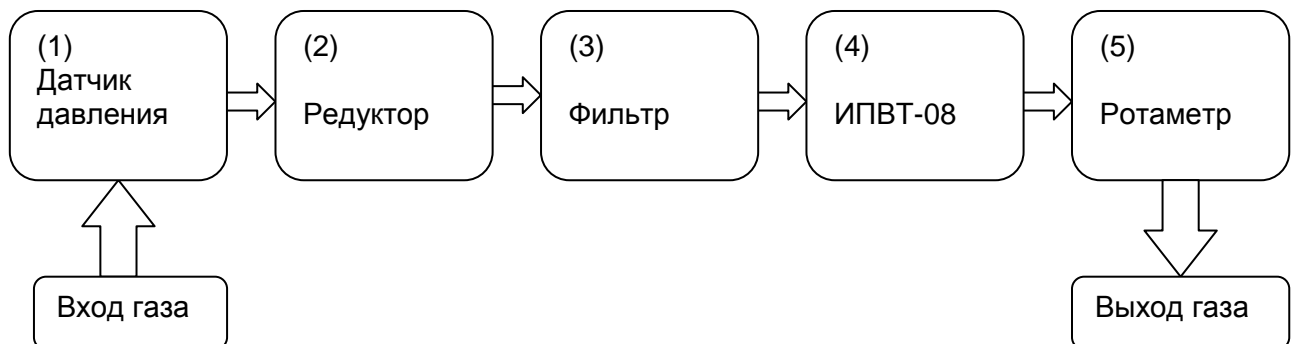 (1)
Датчик
давления
(2)
Редуктор
(3)
Фильтр
(4)
ИПВТ-08
(5)
Ротаметр
Вход газа
Выход газа